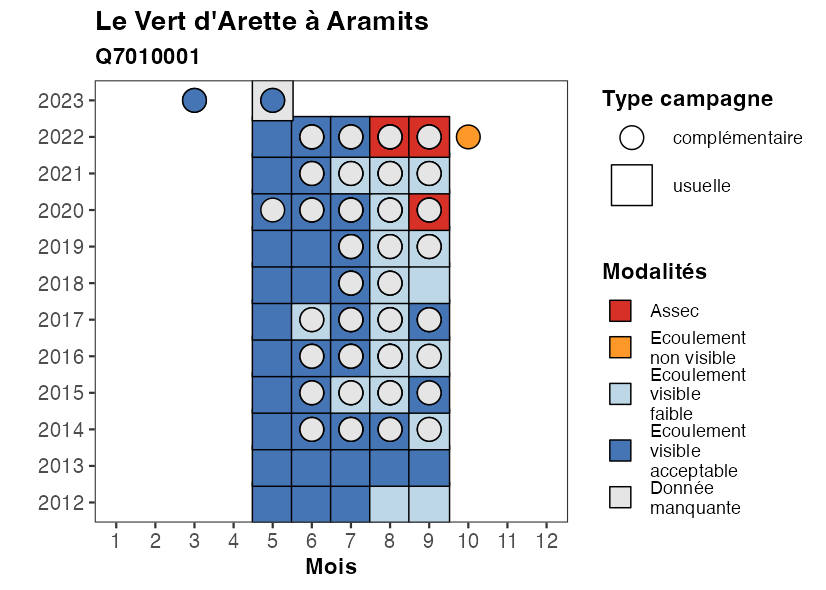 Le Vert d'Arette à Aramits
Q7010001
2023
2022
2021
2020
2019
2018
2017
2016
2015
2014
2013
2012
1 2 3 4 5 6 7 8 9 10 11 12
Mois
Type campagne
complémentaire
usuelle
Modalités
Assec
Ecoulement
non visible
Ecoulement
visible
faible
Ecoulement
visible
acceptable
Donnée
manquante